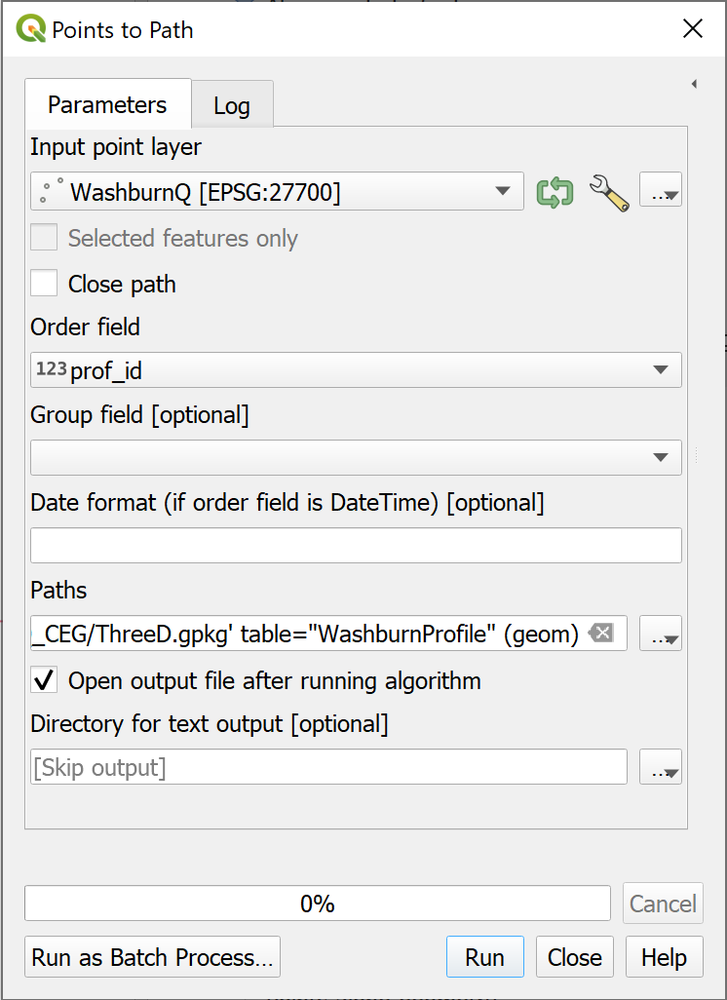 Points to Path
Parameters
Log
Input point layer
WashburnQ [EPSG:27700]
...
Selected features only
Close path
Order field
123 prof_id
Group field [optional]
Date format (if order field is DateTime) [optional]
Paths
_CEG/ThreeD.gpkg' table="WashburnProfile" (geom)
...
Open output file after running algorithm
Directory for text output [optional]
[Skip output]
...
0%
Cancel
Run as Batch Process...
Run
Close
Help